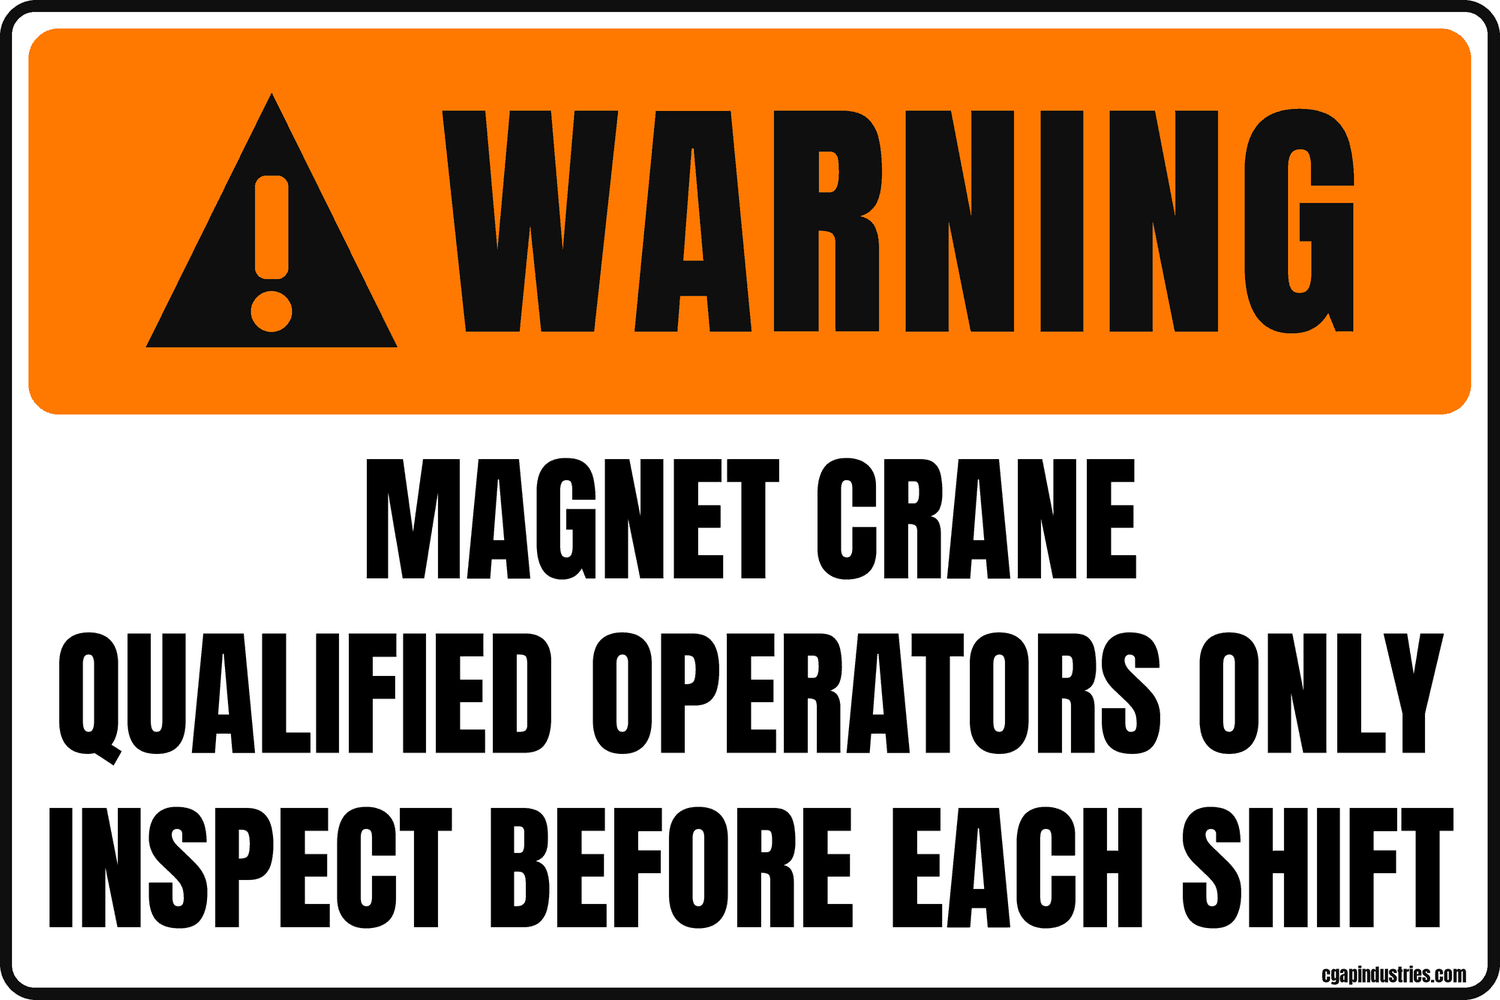 WARNING
MAGNET CRANE
QUALIFIED OPERATORS ONLY
INSPECT BEFORE EACH SHIFT
cgapindustries.com